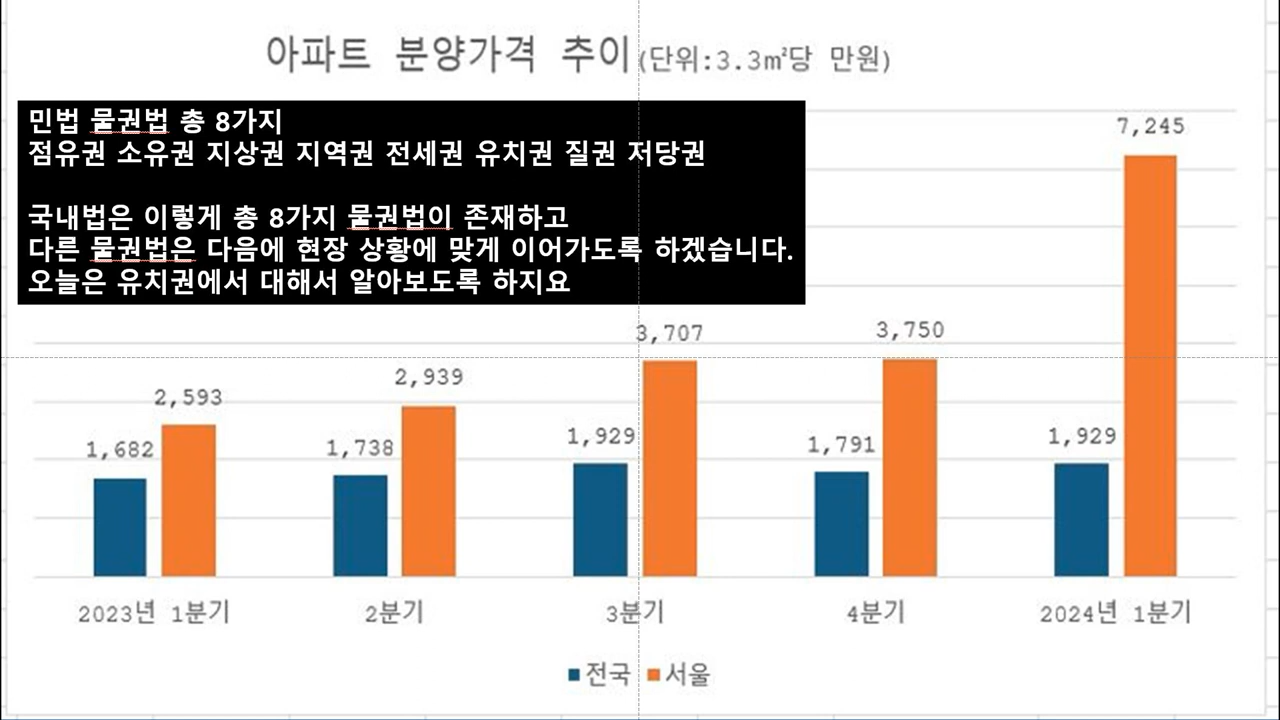 아파트 분양가격 추이(단위:3.3㎡당 만원)
민법 물권법 총 8가지
점유권 소유권 지상권 지역권 전세권 유치권 질권 저당권
국내법은 이렇게 총 8가지 물권법이 존재하고
다른 물권법은 다음에 현장 상황에 맞게 이어가도록 하겠습니다.
오늘은 유치권에서 대해서 알아보도록 하지요
7,245
3,707
3,750
2,939
2,593
1,682
1,738
1,929
1,791
1,929
2023년 1분기
2분기
3분기
4분기
2024년 1분기
전국
서울